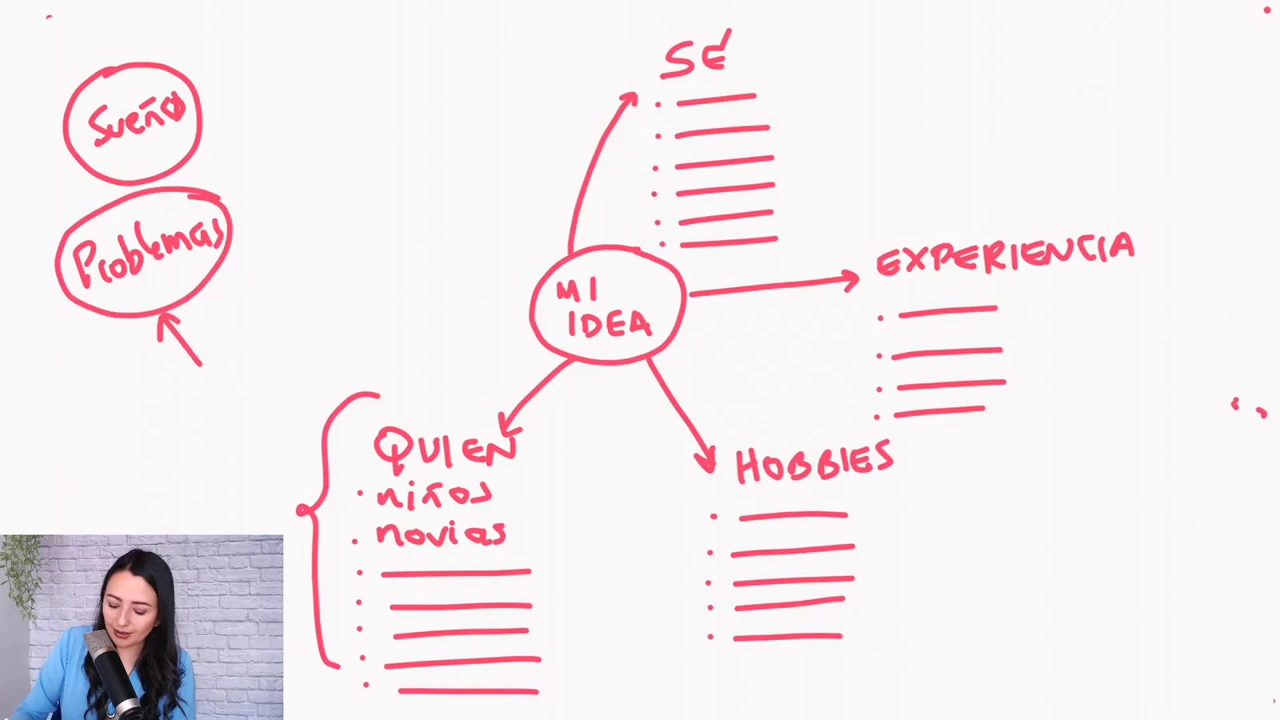 SÉ
Sueño
Problemas
MI
IDEA
EXPERIENCIA
QUIEN
niños
novias
HOBBIES